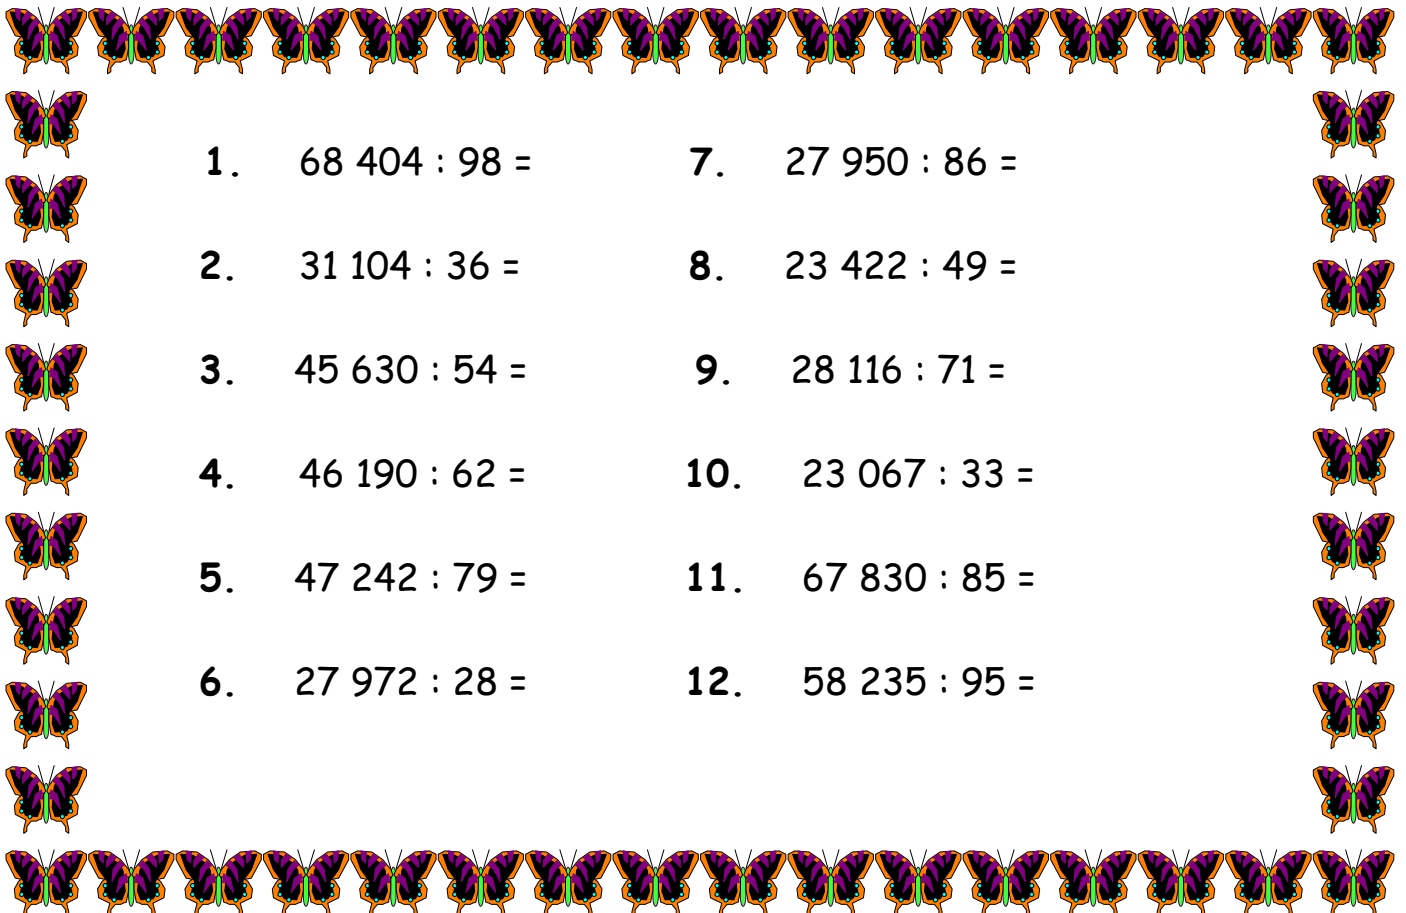 1. 68 404 : 98 =
2. 31 104 : 36 =
3. 45 630 : 54 =
4. 46 190 : 62 =
5. 47 242 : 79 =
6. 27 972 : 28 =
7. 27 950 : 86 =
8. 23 422 : 49 =
9. 28 116 : 71 =
10. 23 067 : 33 =
11. 67 830 : 85 =
12. 58 235 : 95 =